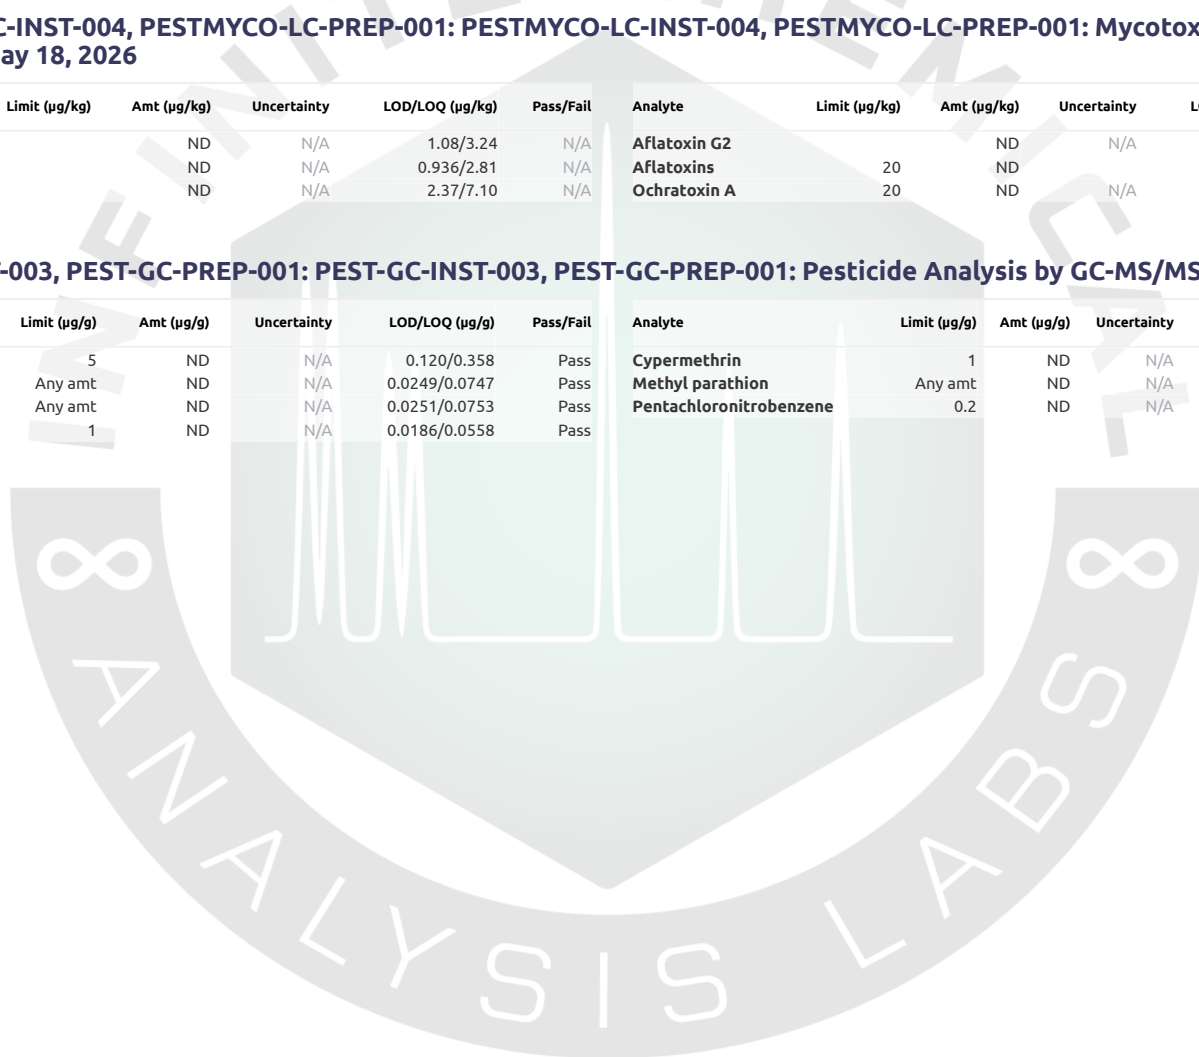 C-INST-004, PESTMYCO-LC-PREP-001: PESTMYCO-LC-INST-004, PESTMYCO-LC-PREP-001: Mycotox
ay 18, 2026
Limit (µg/kg) Amt (µg/kg) Uncertainty LOD/LOQ (µg/kg) Pass/Fail Analyte Limit (µg/kg) Amt (µg/kg) Uncertainty L
ND N/A 1.08/3.24 N/A Aflatoxin G2 ND N/A
ND N/A 0.936/2.81 N/A Aflatoxins 20 ND
ND N/A 2.37/7.10 N/A Ochratoxin A 20 ND N/A
-003, PEST-GC-PREP-001: PEST-GC-INST-003, PEST-GC-PREP-001: Pesticide Analysis by GC-MS/MS
Limit (µg/g) Amt (µg/g) Uncertainty LOD/LOQ (µg/g) Pass/Fail Analyte Limit (µg/g) Amt (µg/g) Uncertainty
5 ND N/A 0.120/0.358 Pass Cypermethrin 1 ND N/A
Any amt ND N/A 0.0249/0.0747 Pass Methyl parathion Any amt ND N/A
Any amt ND N/A 0.0251/0.0753 Pass Pentachloronitrobenzene 0.2 ND N/A
1 ND N/A 0.0186/0.0558 Pass
INFINITE CHEMICAL
∞ ANALYSIS LABS ∞